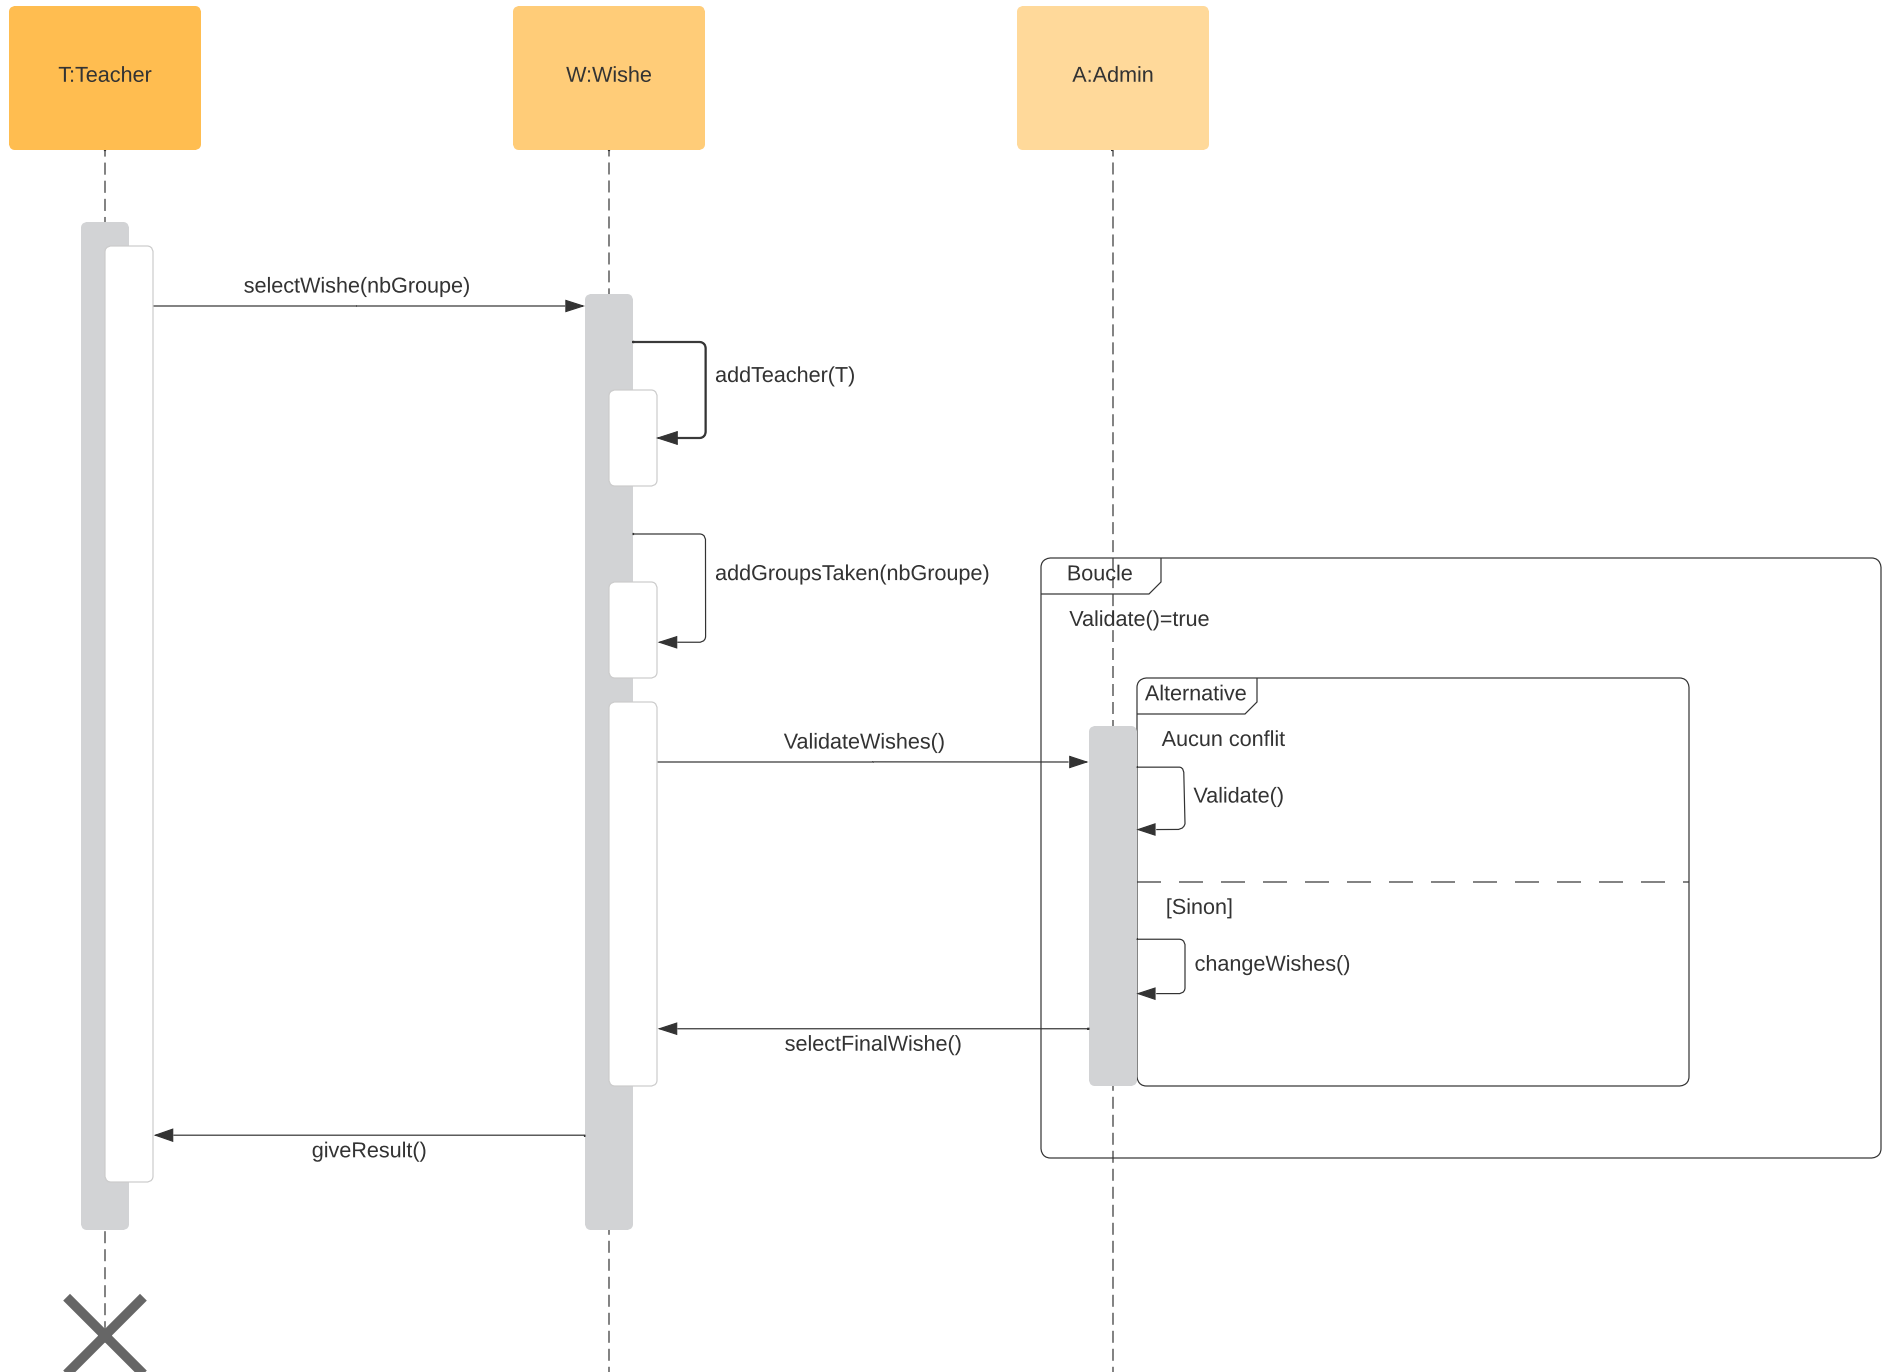 T:Teacher
W:Wishe
A:Admin
selectWishe(nbGroupe)
addTeacher(T)
addGroupsTaken(nbGroupe)
Boucle
Validate()=true
Alternative
Aucun conflit
ValidateWishes()
Validate()
[Sinon]
changeWishes()
selectFinalWishe()
giveResult()